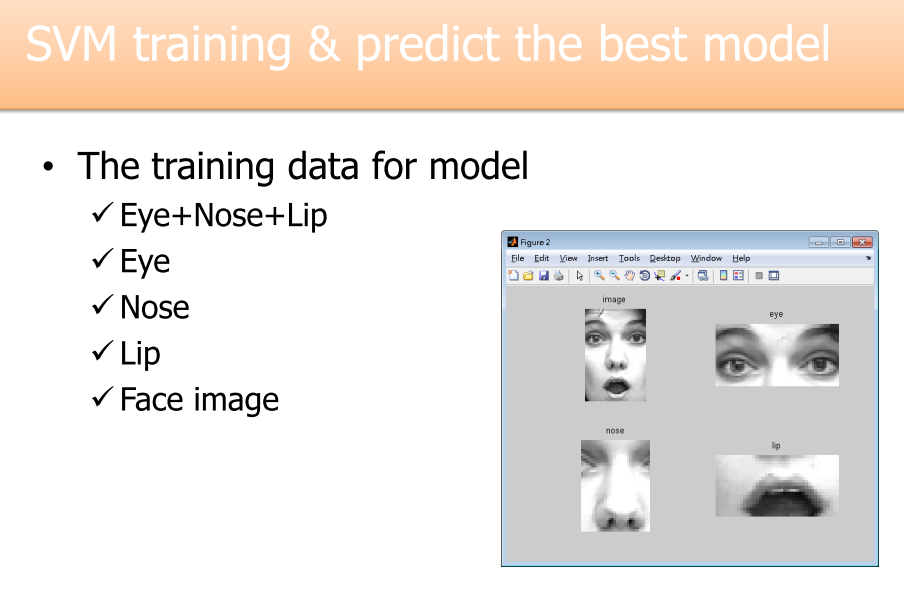 SVM training & predict the best model
• The training data for model
✓ Eye+Nose+Lip
✓ Eye
✓ Nose
✓ Lip
✓ Face image
Figure 2
File Edit View Insert Tools Desktop Window Help
image
eye
nose
lip